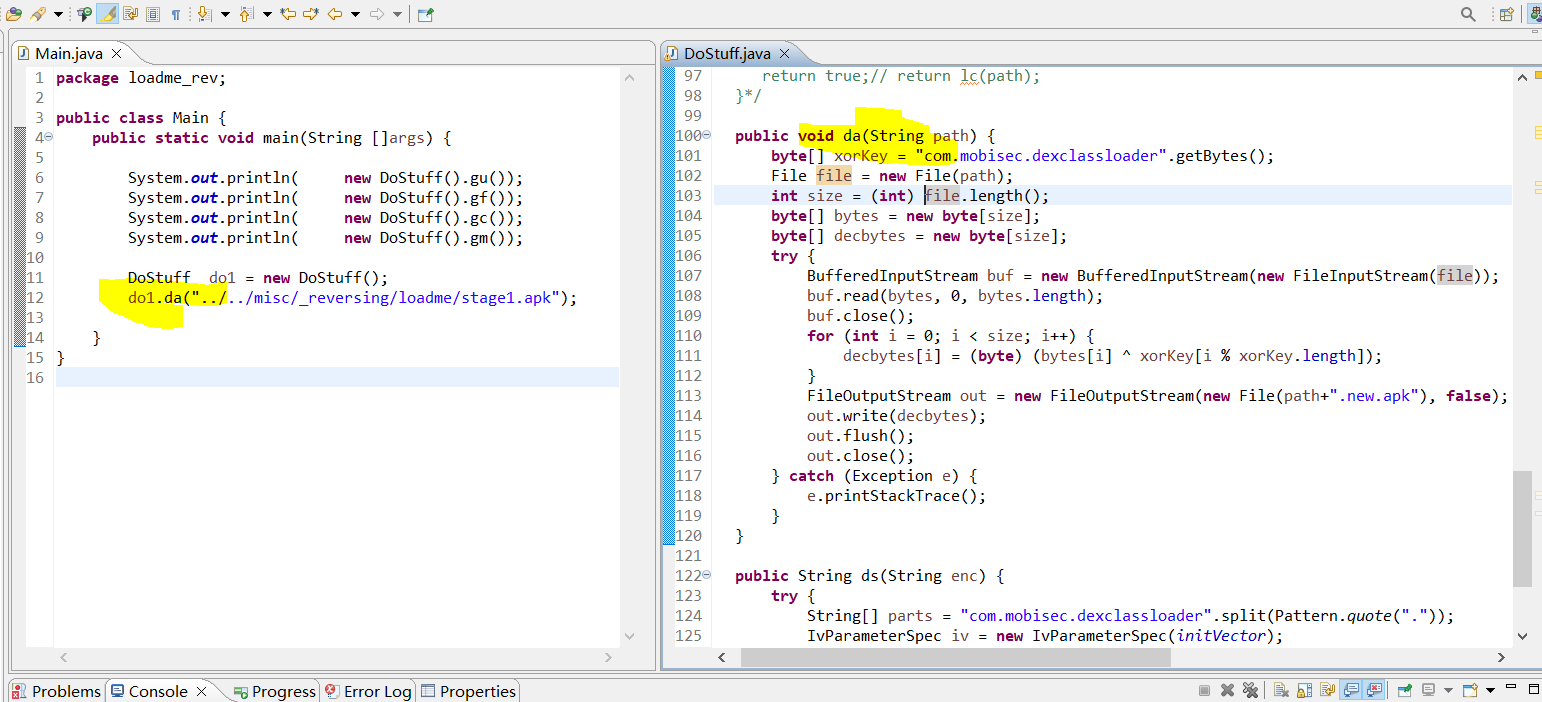 Main.java
1 package loadme_rev;
2
3 public class Main {
4 public static void main(String []args) {
5
6 System.out.println( new DoStuff().gu());
7 System.out.println( new DoStuff().gf());
8 System.out.println( new DoStuff().gc());
9 System.out.println( new DoStuff().gm());
10
11 DoStuff do1 = new DoStuff();
12 do1.da("../../misc/_reversing/loadme/stage1.apk");
13
14 }
15 }
16
DoStuff.java
97 return true;// return lc(path);
98 }*/
99
100 public void da(String path) {
101 byte[] xorKey = "com.mobisec.dexclassloader".getBytes();
102 File file = new File(path);
103 int size = (int) file.length();
104 byte[] bytes = new byte[size];
105 byte[] decbytes = new byte[size];
106 try {
107 BufferedInputStream buf = new BufferedInputStream(new FileInputStream(file));
108 buf.read(bytes, 0, bytes.length);
109 buf.close();
110 for (int i = 0; i < size; i++) {
111 decbytes[i] = (byte) (bytes[i] ^ xorKey[i % xorKey.length]);
112 }
113 FileOutputStream out = new FileOutputStream(new File(path+".new.apk"), false);
114 out.write(decbytes);
115 out.flush();
116 out.close();
117 } catch (Exception e) {
118 e.printStackTrace();
119 }
120 }
121
122 public String ds(String enc) {
123 try {
124 String[] parts = "com.mobisec.dexclassloader".split(Pattern.quote("."));
125 IvParameterSpec iv = new IvParameterSpec(initVector);
Problems Console Progress Error Log Properties